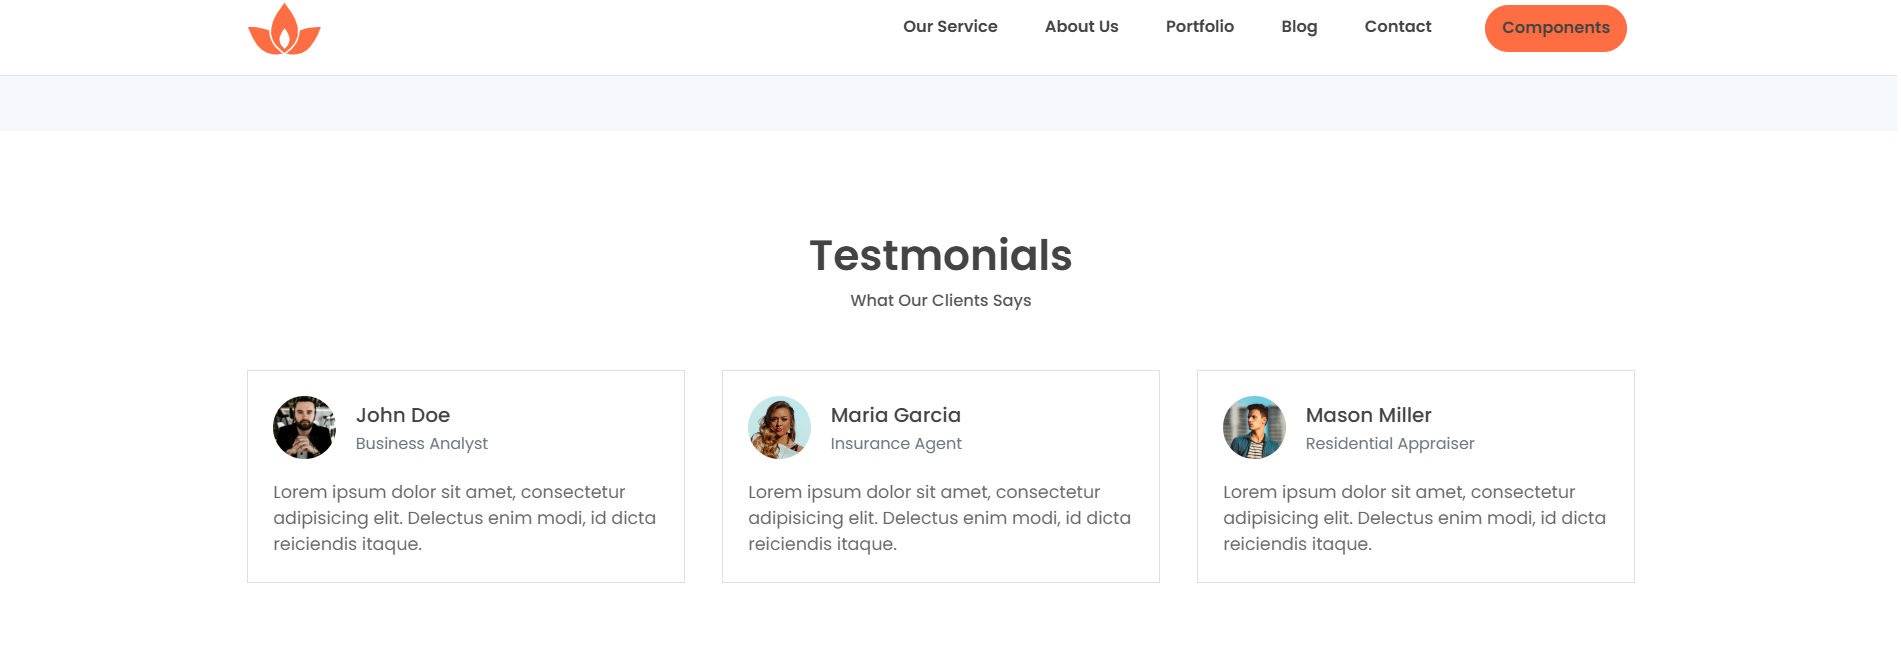 Our Service About Us Portfolio Blog Contact Components
Testmonials
What Our Clients Says
John Doe
Business Analyst
Lorem ipsum dolor sit amet, consectetur
adipisicing elit. Delectus enim modi, id dicta
reiciendis itaque.
Maria Garcia
Insurance Agent
Lorem ipsum dolor sit amet, consectetur
adipisicing elit. Delectus enim modi, id dicta
reiciendis itaque.
Mason Miller
Residential Appraiser
Lorem ipsum dolor sit amet, consectetur
adipisicing elit. Delectus enim modi, id dicta
reiciendis itaque.